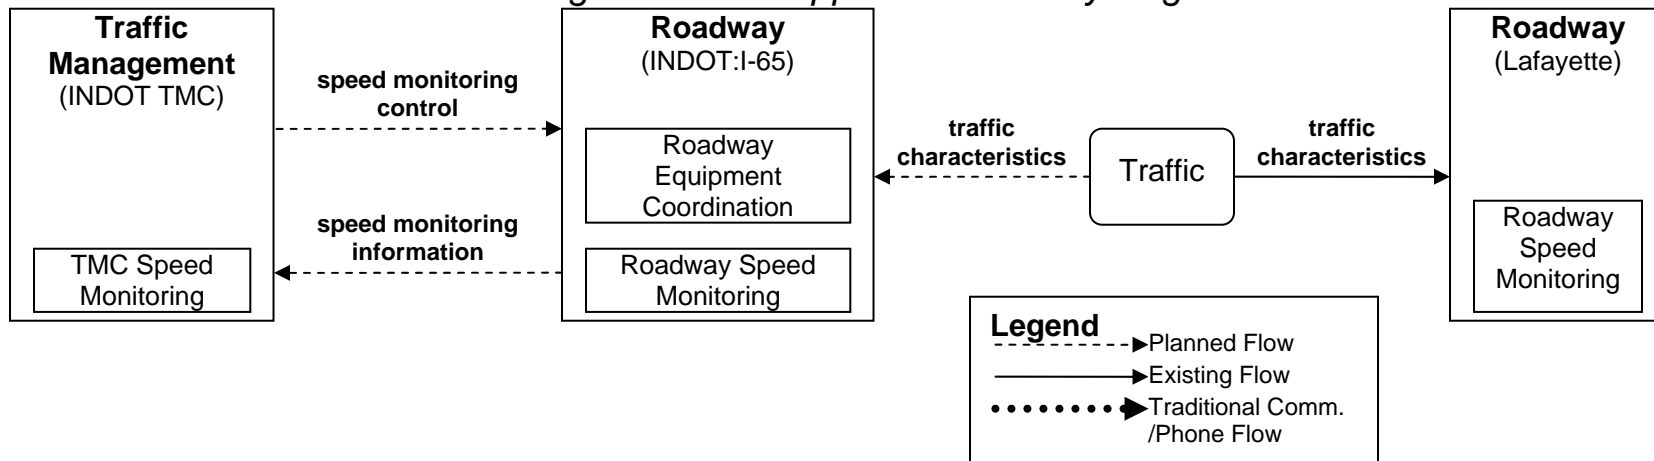 Traffic
Management
(INDOT TMC)
TMC Speed
Monitoring
speed monitoring
control
speed monitoring
information
Roadway
(INDOT:I-65)
Roadway
Equipment
Coordination
Roadway Speed
Monitoring
traffic
characteristics
Traffic
traffic
characteristics
Roadway
(Lafayette)
Roadway
Speed
Monitoring
Legend
Planned Flow
Existing Flow
Traditional Comm.
/Phone Flow